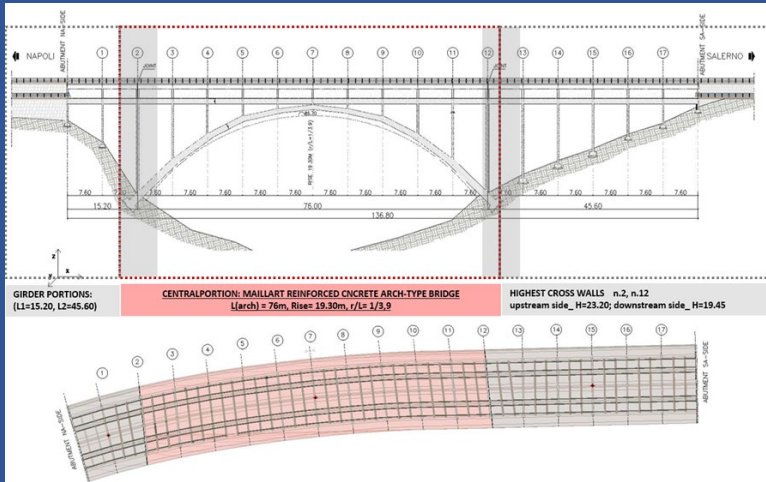 NAPOLI
ABUTMENT NA-SIDE
1 2 3 4 5 6 7 8 9 10 11 12 13 14 15 16 17
ABUTMENT SA-SIDE
SALERNO
JOINT
RISE 19.30m (r/L=1/3,9)
7.60 7.60 7.60 7.60 7.60 7.60 7.60 7.60 7.60 7.60 7.60 7.60 7.60 7.60 7.60 7.60 7.60 7.60
15.20 76.00 45.60
136.80
z
y x
GIRDER PORTIONS:
(L1=15.20, L2=45.60)
CENTRALPORTION: MAILLART REINFORCED CNCRETE ARCH-TYPE BRIDGE
L(arch) = 76m, Rise= 19.30m, r/L= 1/3,9
HIGHEST CROSS WALLS n.2, n.12
upstream side_ H=23.20; downstream side_ H=19.45
1 2 3 4 5 6 7 8 9 10 11 12 13 14 15 16 17
ABUTMENT NA-SIDE
ABUTMENT SA-SIDE